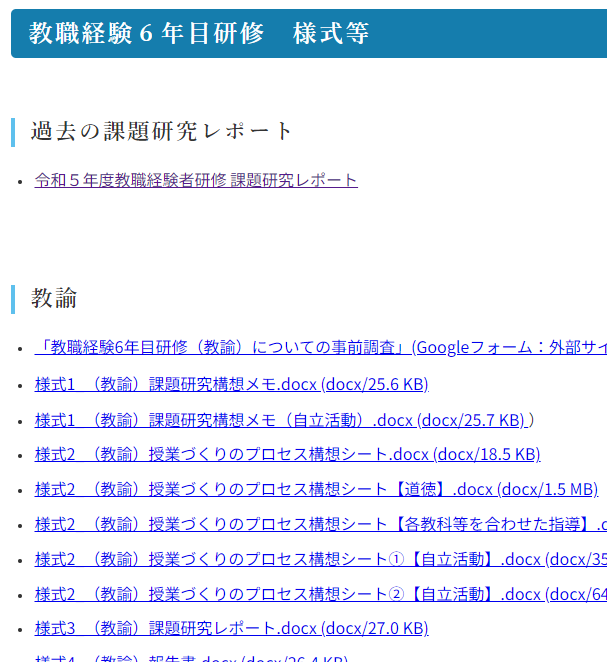 教職経験６年目研修　様式等
過去の課題研究レポート
令和５年度教職経験者研修 課題研究レポート
教諭
「教職経験6年目研修（教諭）についての事前調査」(Googleフォーム：外部サイ
様式1　（教諭）課題研究構想メモ.docx (docx/25.6 KB)
様式1　（教諭）課題研究構想メモ（自立活動）.docx (docx/25.7 KB) ）
様式2　（教諭）授業づくりのプロセス構想シート.docx (docx/18.5 KB)
様式2　（教諭）授業づくりのプロセス構想シート【道徳】.docx (docx/1.5 MB)
様式2　（教諭）授業づくりのプロセス構想シート【各教科等を合わせた指導】.d
様式2　（教諭）授業づくりのプロセス構想シート①【自立活動】.docx (docx/35
様式2　（教諭）授業づくりのプロセス構想シート②【自立活動】.docx (docx/64
様式3　（教諭）課題研究レポート.docx (docx/27.0 KB)
様式4　（教諭）報告書.docx (docx/26.4 KB)